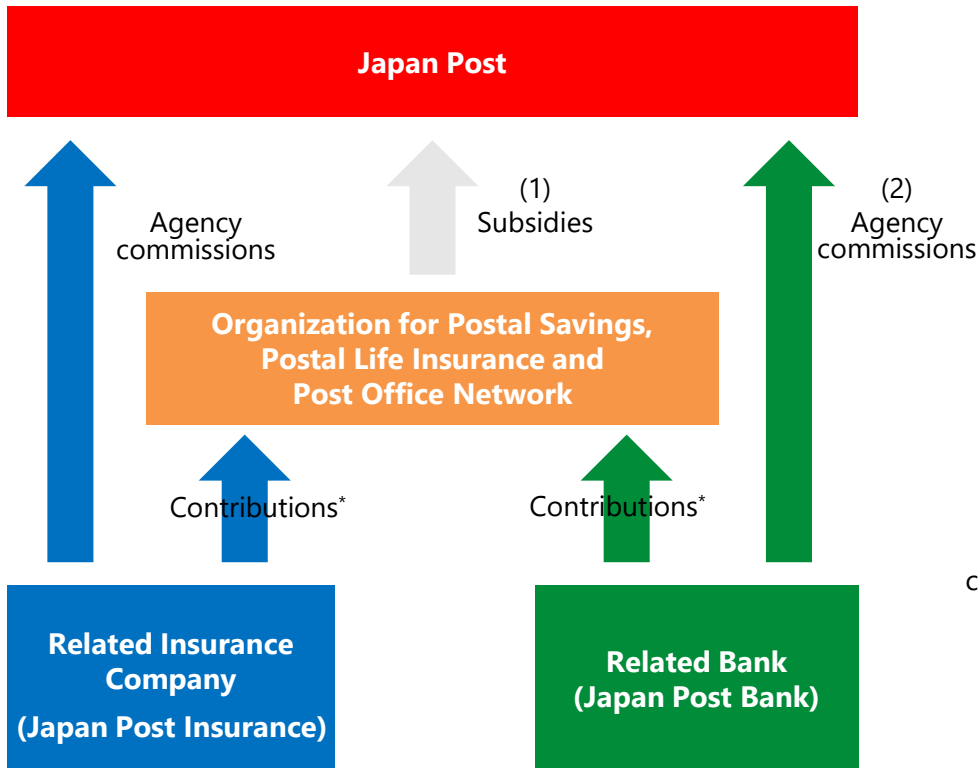 Japan Post
Agency
commissions
(1)
Subsidies
(2)
Agency
commissions
Organization for Postal Savings,
Postal Life Insurance and
Post Office Network
Contributions*
Contributions*
c
Related Insurance
Company
(Japan Post Insurance)
Related Bank
(Japan Post Bank)